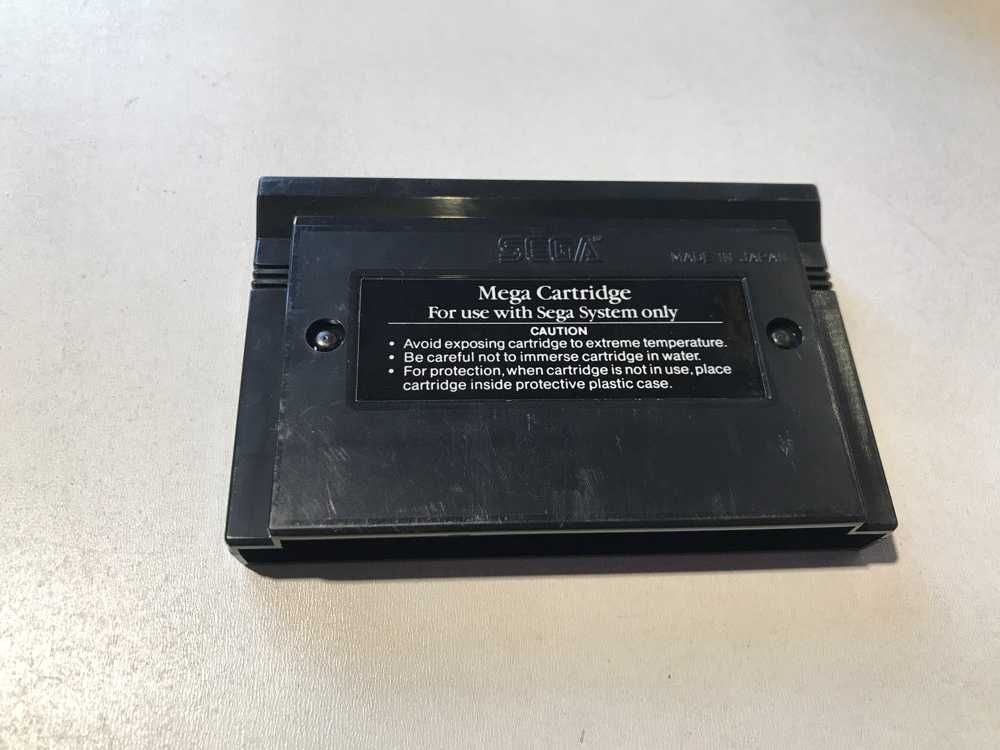 SEGA
MADE IN JAPAN
Mega Cartridge
For use with Sega System only
CAUTION
• Avoid exposing cartridge to extreme temperature.
• Be careful not to immerse cartridge in water.
• For protection, when cartridge is not in use, place
cartridge inside protective plastic case.